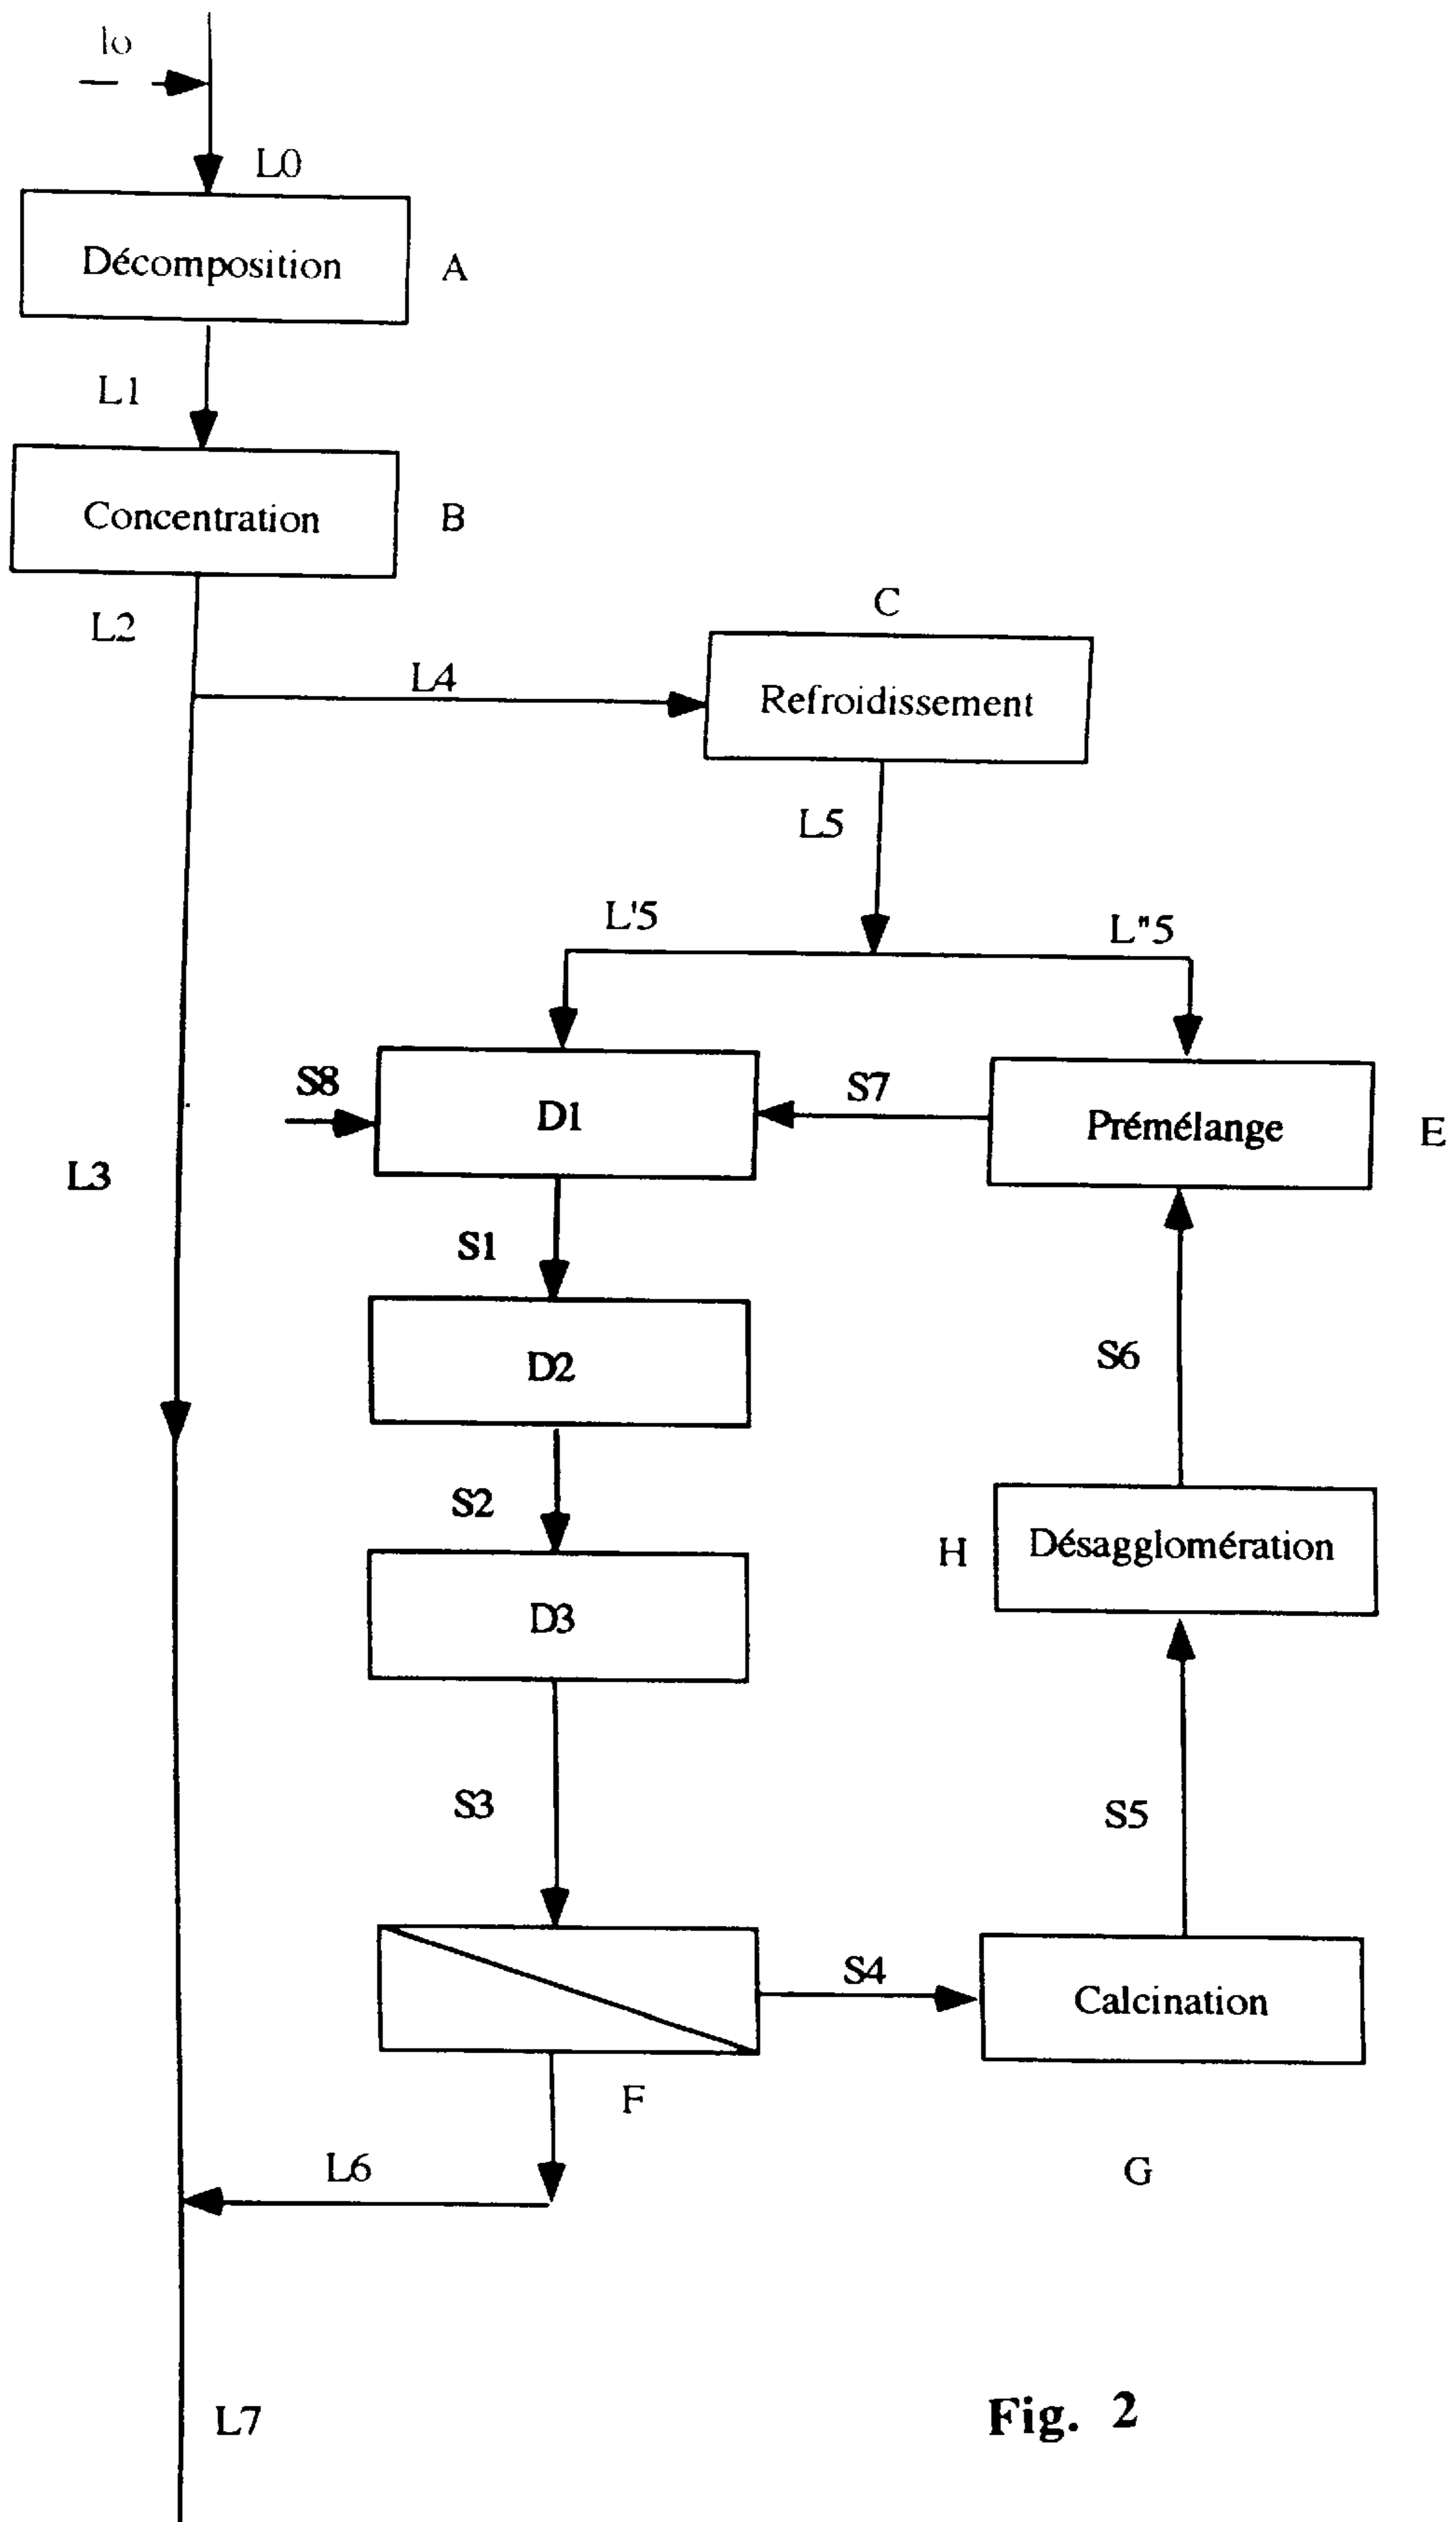 Io
L0
Décomposition
A
L1
Concentration
B
L2
C
L4
Refroidissement
L5
L'5
L"5
S8
D1
S7
Prémélange
E
L3
S1
D2
S6
S2
H
Désagglomération
D3
S3
S5
S4
Calcination
F
L6
G
L7
Fig. 2